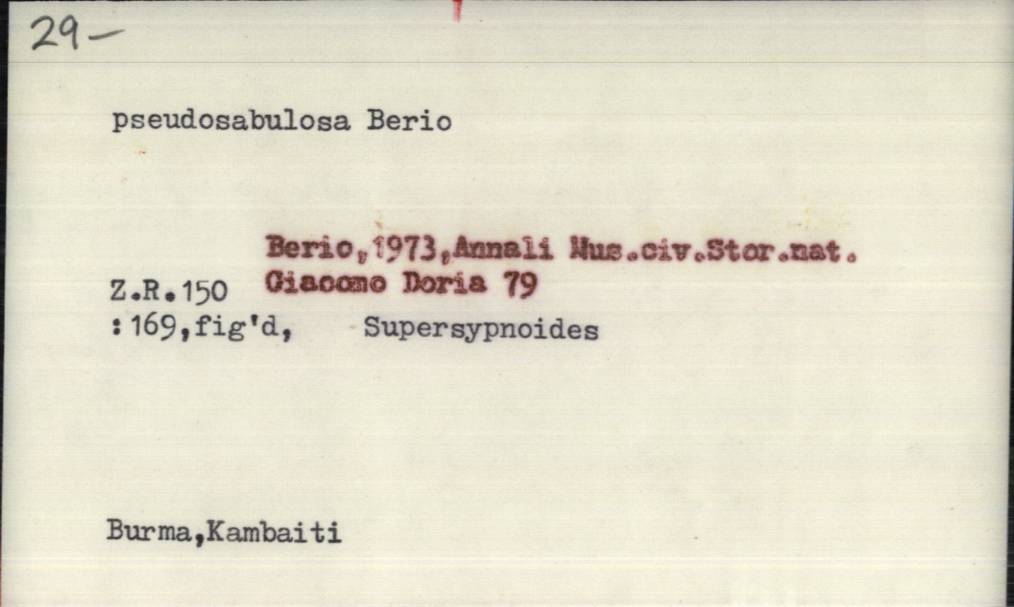 29-
pseudosabulosa Berio
Berio,1973,Annali Mus.civ.Stor.nat.
Giacomo Doria 79
Z.R.150
:169,fig'd, Supersypnoides
Burma,Kambaiti